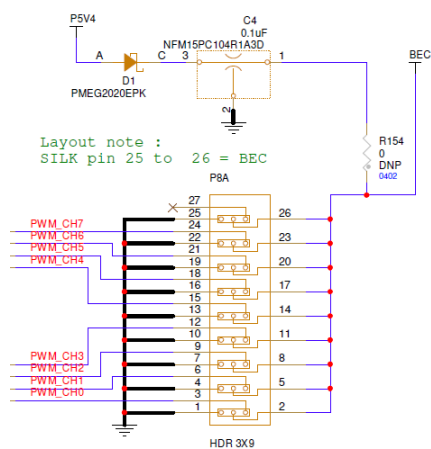 P5V4
C4
0.1uF
NFM15PC104R1A3D
BEC
A
C
3
1
D1
PMEG2020EPK
2
Layout note :
SILK pin 25 to 26 = BEC
R154
0
DNP
0402
P8A
27
25
26
PWM_CH7
24
PWM_CH6
22
23
PWM_CH5
21
PWM_CH4
19
20
18
16
17
15
13
14
12
10
11
PWM_CH3
9
PWM_CH2
7
8
PWM_CH1
6
PWM_CH0
4
5
3
1
2
HDR 3X9